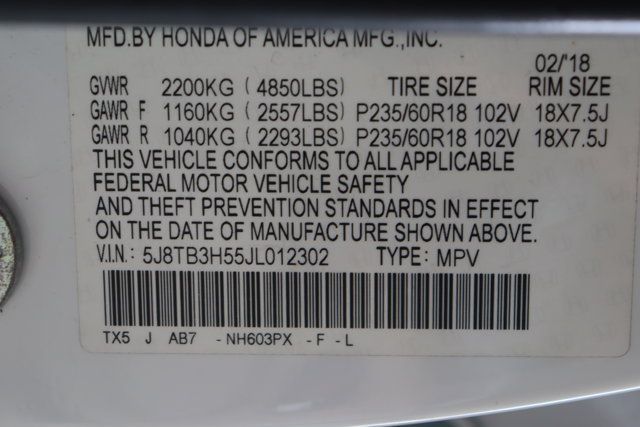 MFD.BY HONDA OF AMERICA MFG.,INC.
02/'18
GVWR 2200KG ( 4850LBS) TIRE SIZE RIM SIZE
GAWR F 1160KG ( 2557LBS) P235/60R18 102V 18X7.5J
GAWR R 1040KG ( 2293LBS) P235/60R18 102V 18X7.5J
THIS VEHICLE CONFORMS TO ALL APPLICABLE
FEDERAL MOTOR VEHICLE SAFETY
AND THEFT PREVENTION STANDARDS IN EFFECT
ON THE DATE OF MANUFACTURE SHOWN ABOVE.
V.I.N: 5J8TB3H55JL012302 TYPE: MPV
TX5 J AB7 -NH603PX -F -L